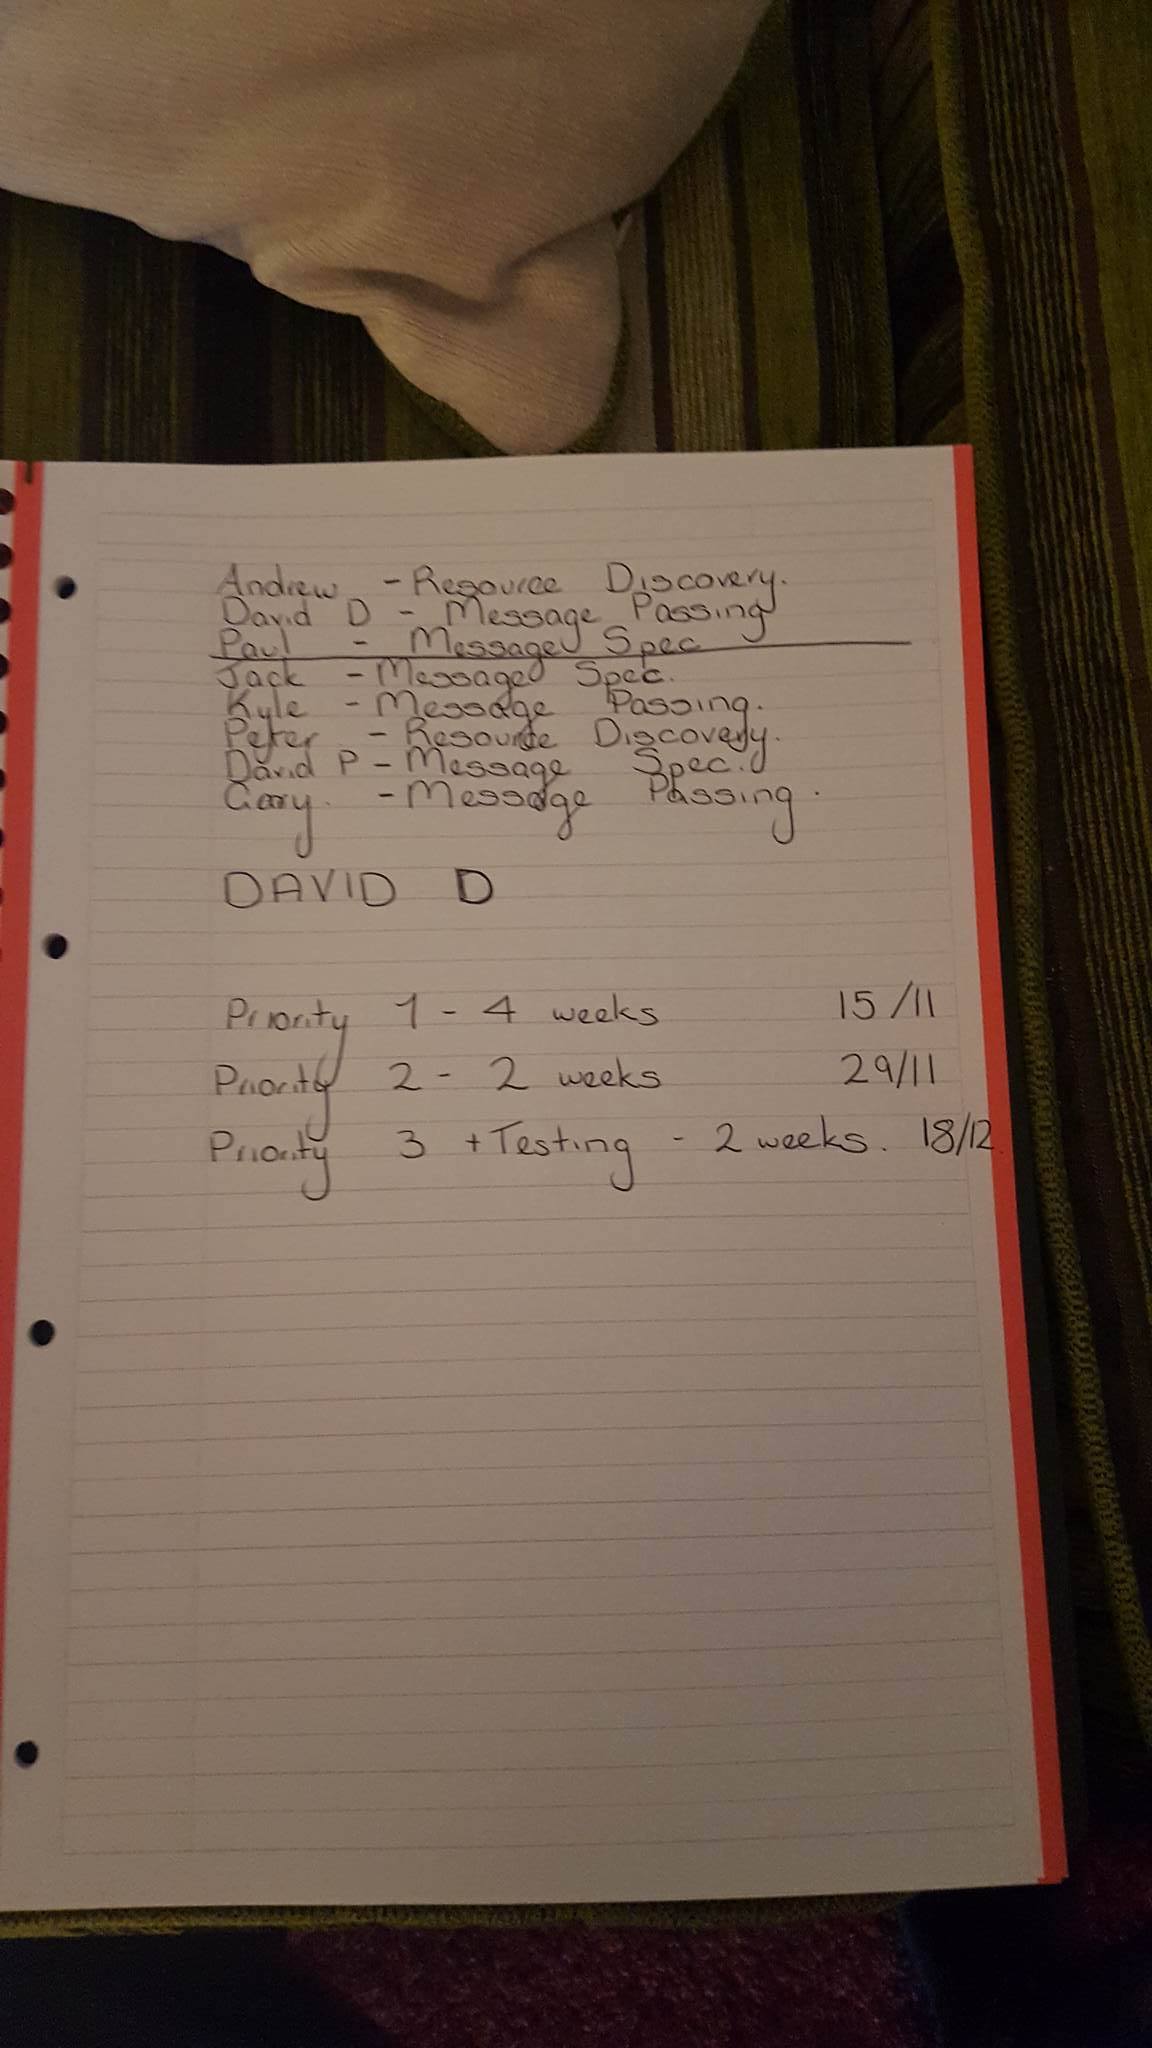 Andrew - Resource Discovery.
David D - Message Passing
Paul - Message Spec
Jack - Message Spec.
Kyle - Message Passing.
Peter - Resource Discovery.
David P - Message Spec.
Gary. - Message Passing.
DAVID D
Priority 1 - 4 weeks 15/11
Priority 2 - 2 weeks 29/11
Priority 3 + Testing - 2 weeks. 18/12.